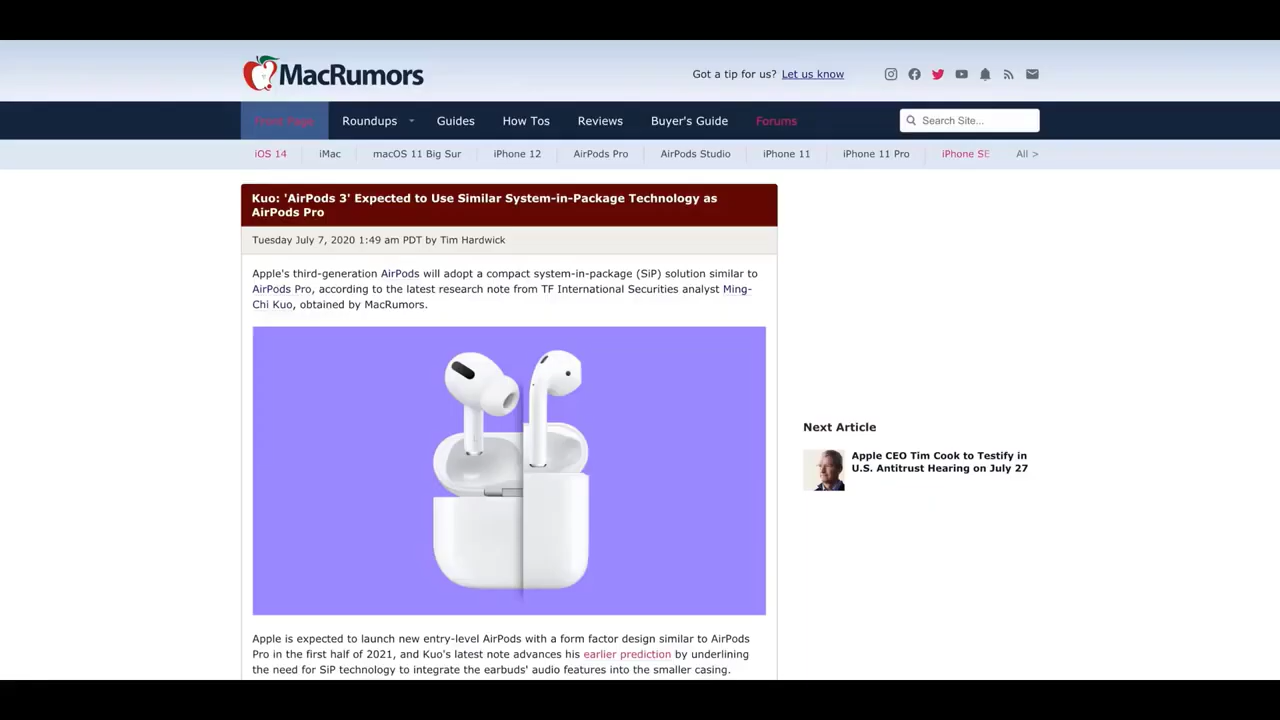 MacRumors
Got a tip for us? Let us know
Front Page
Roundups
Guides
How Tos
Reviews
Buyer's Guide
Forums
Search Site...
iOS 14
iMac
macOS 11 Big Sur
iPhone 12
AirPods Pro
AirPods Studio
iPhone 11
iPhone 11 Pro
iPhone SE
All >
Kuo: 'AirPods 3' Expected to Use Similar System-in-Package Technology as
AirPods Pro
Tuesday July 7, 2020 1:49 am PDT by Tim Hardwick
Apple's third-generation AirPods will adopt a compact system-in-package (SiP) solution similar to
AirPods Pro, according to the latest research note from TF International Securities analyst Ming-
Chi Kuo, obtained by MacRumors.
Next Article
Apple CEO Tim Cook to Testify in
U.S. Antitrust Hearing on July 27
Apple is expected to launch new entry-level AirPods with a form factor design similar to AirPods
Pro in the first half of 2021, and Kuo's latest note advances his earlier prediction by underlining
the need for SiP technology to integrate the earbuds' audio features into the smaller casing.